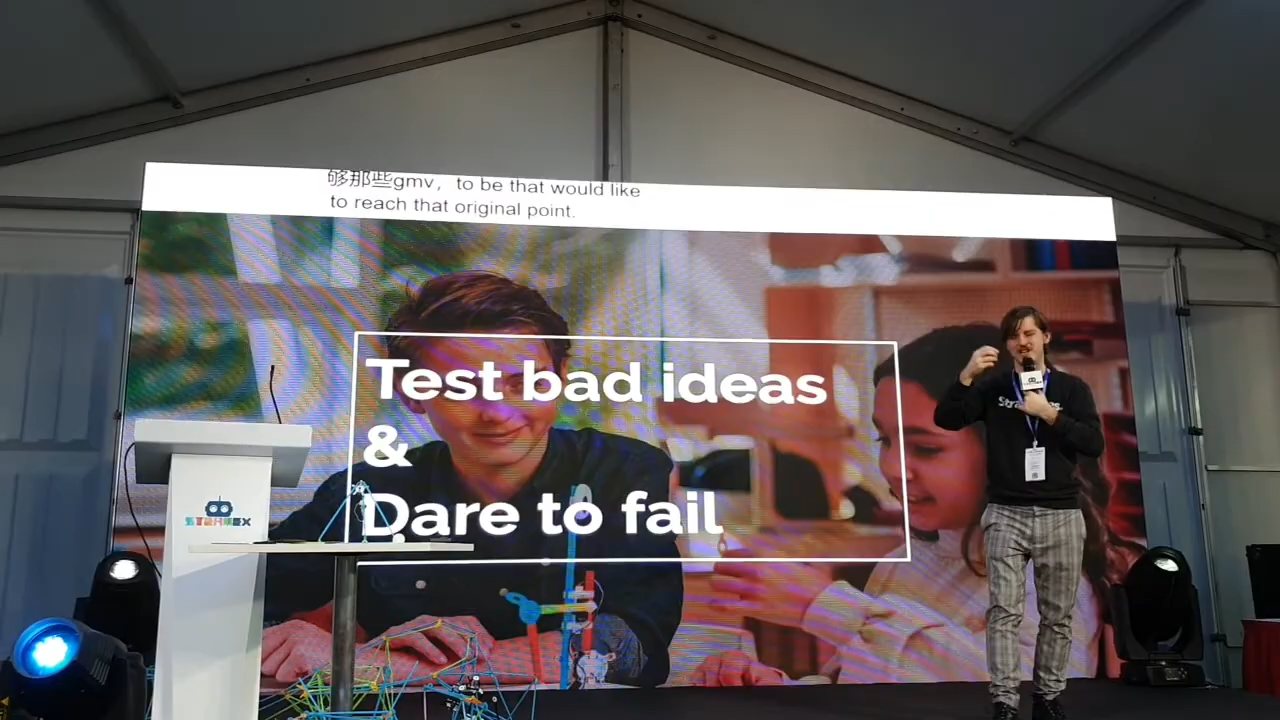 够那些gmv, to be that would like
to reach that original point.
Test bad ideas
&
Dare to fail
STEAMEX